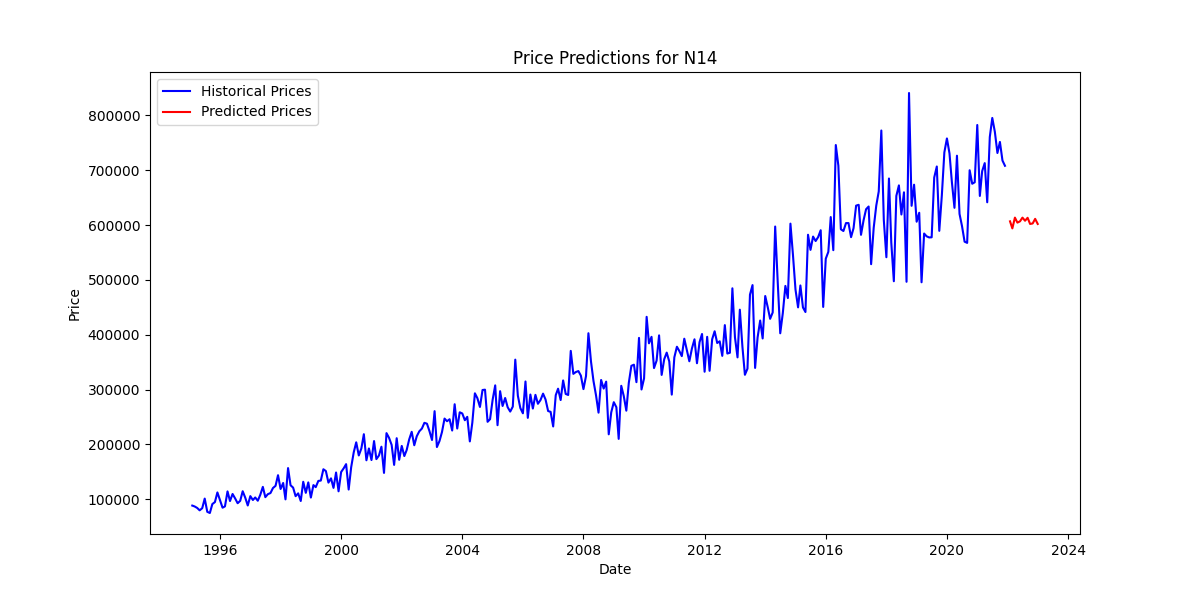 Price Predictions for N14
Historical Prices
Predicted Prices
800000
700000
600000
500000
400000
300000
200000
100000
Price
1996 2000 2004 2008 2012 2016 2020 2024
Date